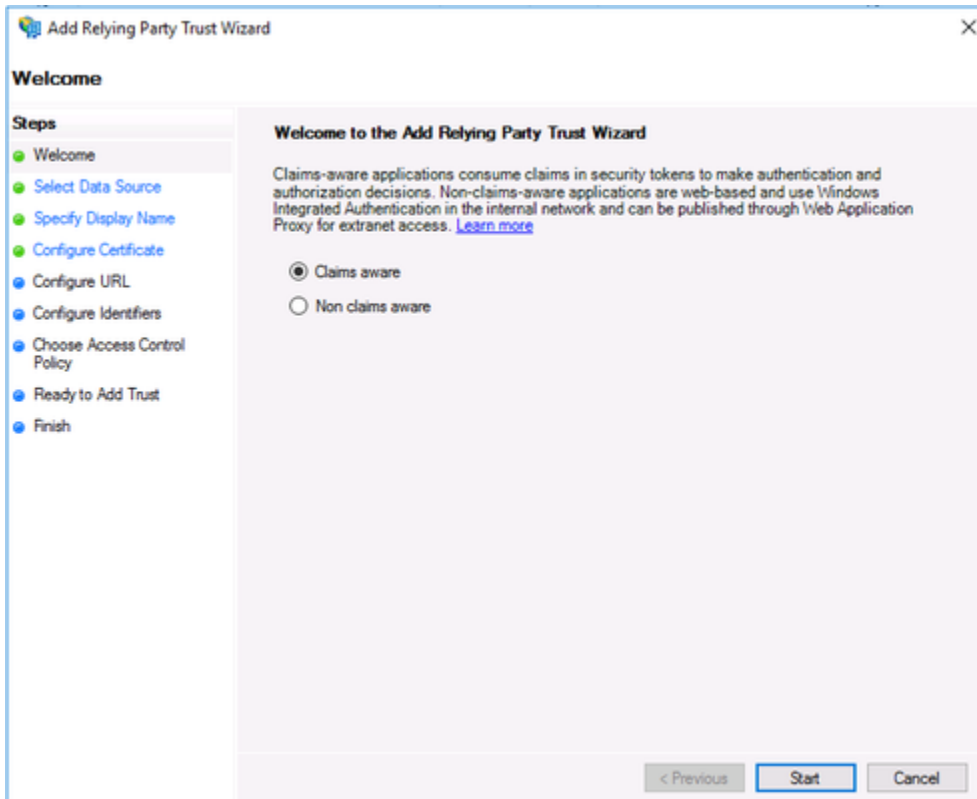 Add Relying Party Trust Wizard
Welcome
Steps
Welcome
Select Data Source
Specify Display Name
Configure Certificate
Configure URL
Configure Identifiers
Choose Access Control
Policy
Ready to Add Trust
Finish
Welcome to the Add Relying Party Trust Wizard
Claims-aware applications consume claims in security tokens to make authentication and
authorization decisions. Non-claims-aware applications are web-based and use Windows
Integrated Authentication in the internal network and can be published through Web Application
Proxy for extranet access. Learn more
Claims aware
Non claims aware
< Previous
Start
Cancel